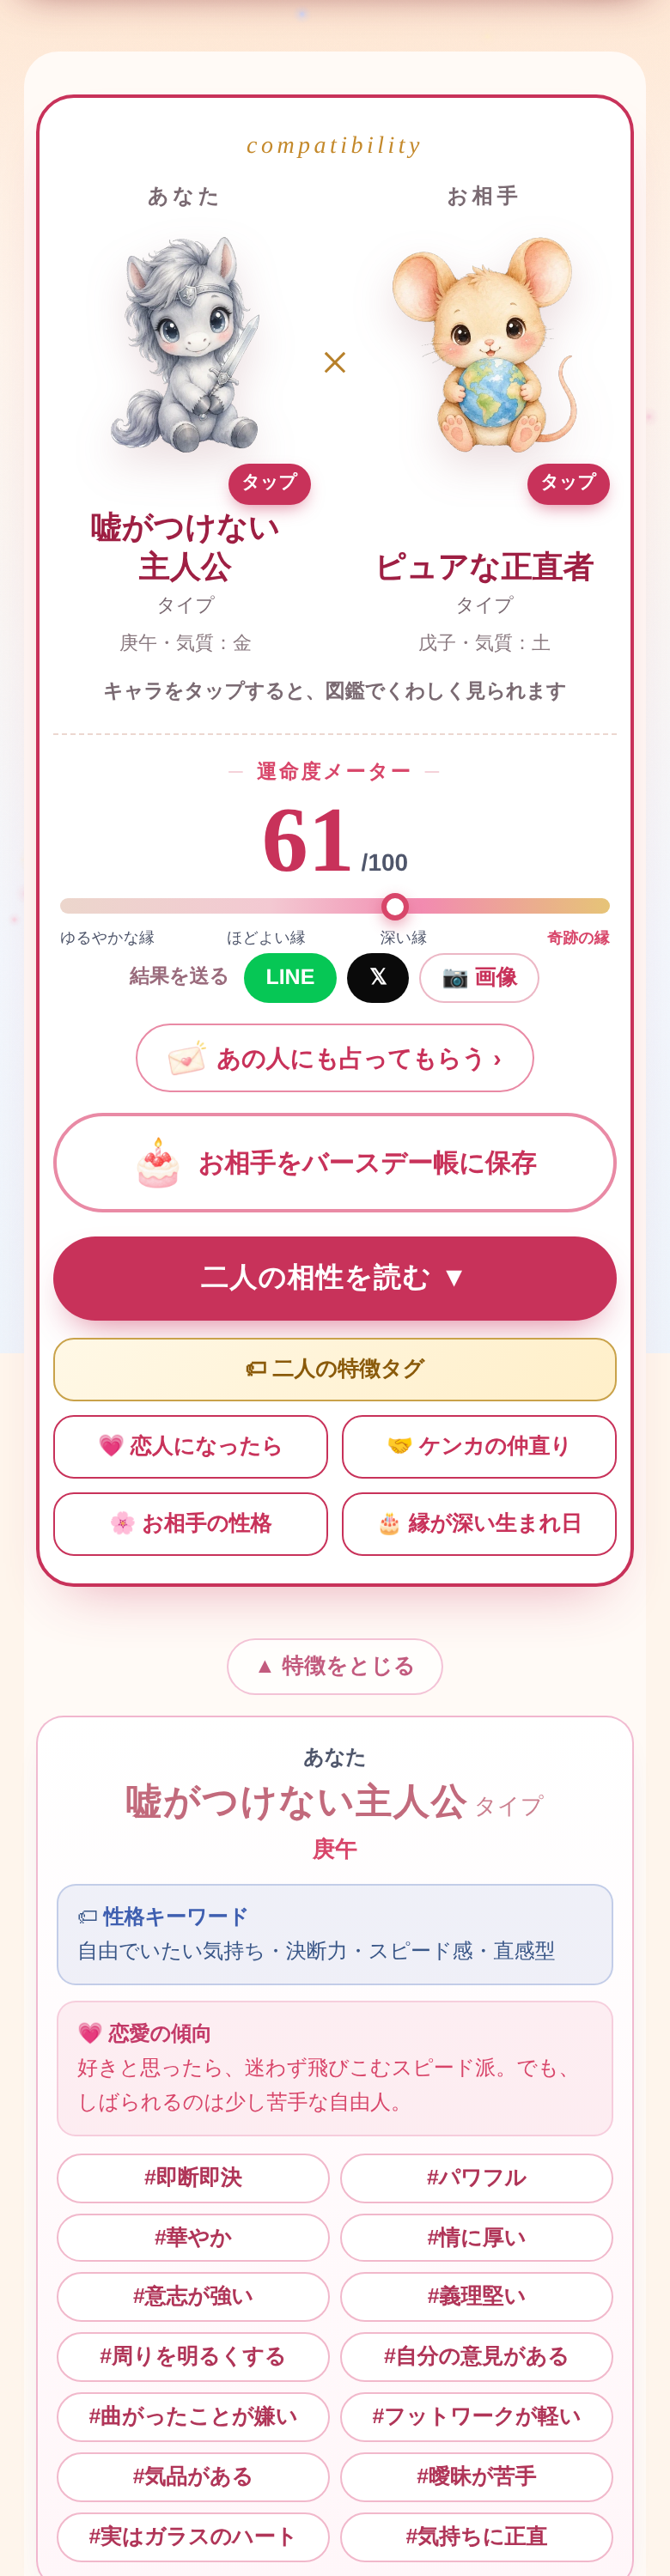 compatibility
あなた
お相手
×
タップ
タップ
嘘がつけない
主人公
ピュアな正直者
タイプ
タイプ
庚午・気質：金
戊子・気質：土
キャラをタップすると、図鑑でくわしく見られます
運命度メーター
61 /100
ゆるやかな縁 ほどよい縁 深い縁 奇跡の縁
結果を送る LINE 𝕏 📷 画像
💌 あの人にも占ってもらう ›
🎂 お相手をバースデー帳に保存
二人の相性を読む ▼
🏷 二人の特徴タグ
💗 恋人になったら
🤝 ケンカの仲直り
🌸 お相手の性格
🎂 縁が深い生まれ日
▲ 特徴をとじる
あなた
嘘がつけない主人公 タイプ
庚午
🏷 性格キーワード
自由でいたい気持ち・決断力・スピード感・直感型
💗 恋愛の傾向
好きと思ったら、迷わず飛びこむスピード派。でも、
しばられるのは少し苦手な自由人。
#即断即決
#パワフル
#華やか
#情に厚い
#意志が強い
#義理堅い
#周りを明るくする
#自分の意見がある
#曲がったことが嫌い
#フットワークが軽い
#気品がある
#曖昧が苦手
#実はガラスのハート
#気持ちに正直